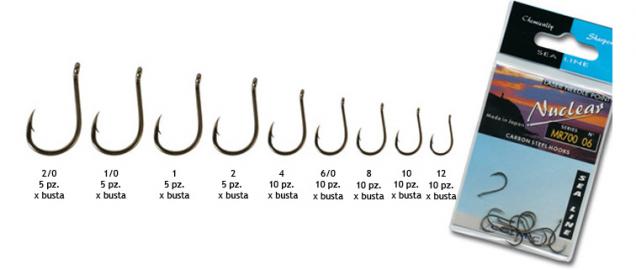 2/0
5 pz.
x busta
1/0
5 pz.
x busta
1
5 pz.
x busta
2
5 pz.
x busta
4
10 pz.
x busta
6/0
10 pz.
x busta
8
10 pz.
x busta
10
10 pz.
x busta
12
10 pz.
x busta
Chemically
Sharpen
SEA LINE
LASER NEEDLE POINT
Nuclear
Made in Japan
SERIES Nº
MR700 06
CARBON STEEL HOOKS
SEA LINE